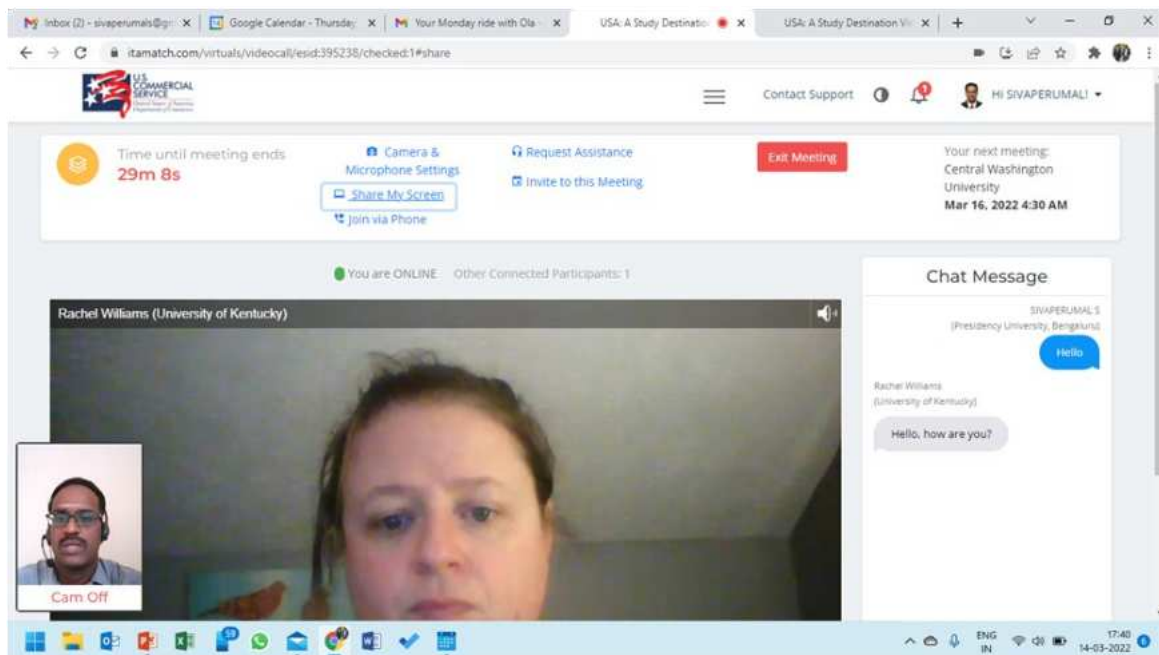 Inbox (2) - sivaperumals@gr
Google Calendar - Thursday
Your Monday ride with Ola
USA: A Study Destinatio
USA: A Study Destination Vi
itamatch.com/virtuals/videocall/esid:395238/checked:1#share
U.S.
COMMERCIAL
SERVICE
Contact Support
Hi SIVAPERUMAL!
Time until meeting ends
29m 8s
Camera &
Microphone Settings
Share My Screen
Join via Phone
Request Assistance
Invite to this Meeting
Exit Meeting
Your next meeting:
Central Washington
University
Mar 16, 2022 4:30 AM
You are ONLINE Other Connected Participants: 1
Rachel Williams (University of Kentucky)
Cam Off
Chat Message
SIVAPERUMAL S
(Presidency University, Bengaluru)
Hello
Rachel Williams
(University of Kentucky)
Hello, how are you?
59
ENG
IN
17:40
14-03-2022
6